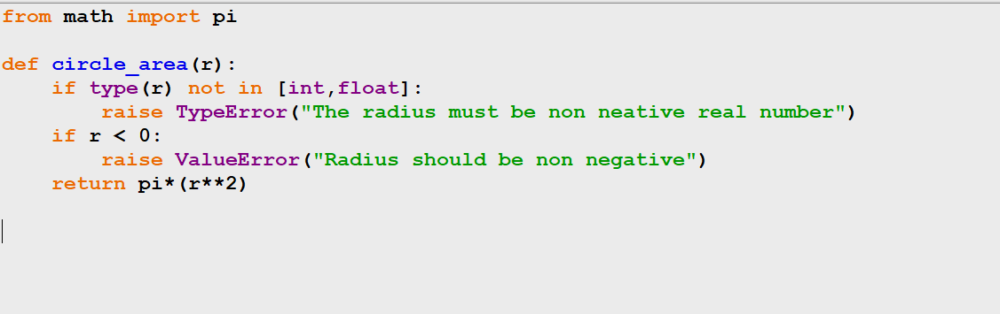 from math import pi
def circle_area(r):
    if type(r) not in [int,float]:
        raise TypeError("The radius must be non neative real number")
    if r < 0:
        raise ValueError("Radius should be non negative")
    return pi*(r**2)